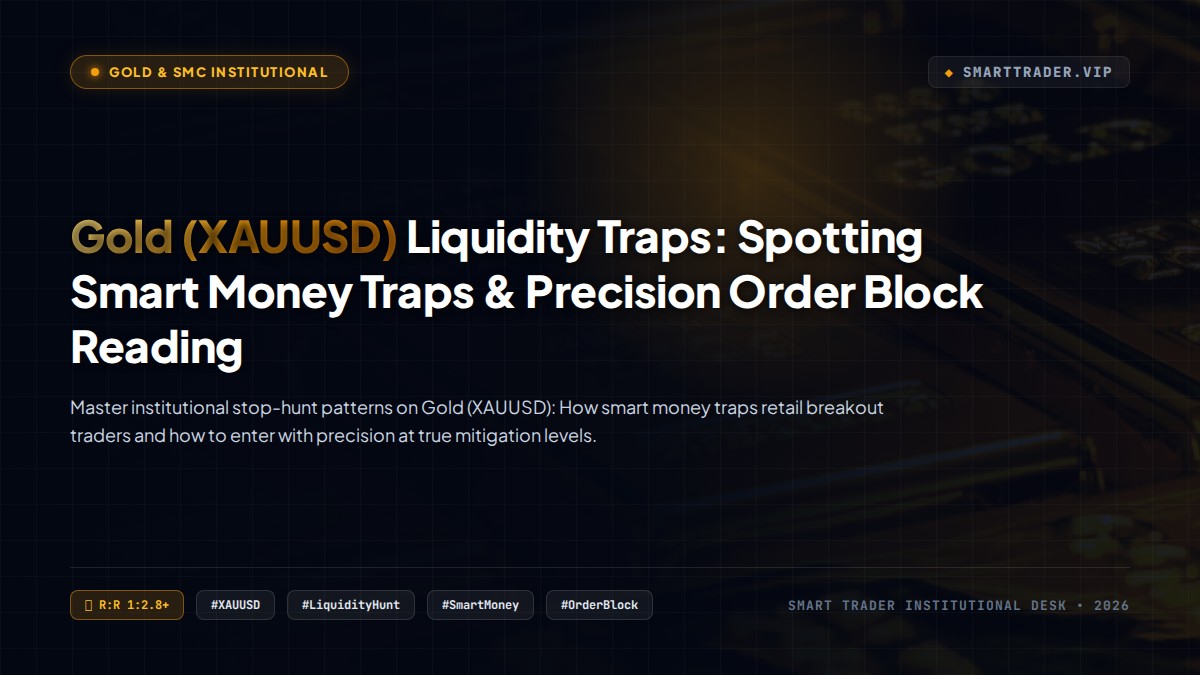 GOLD & SMC INSTITUTIONAL
SMARTTRADER.VIP
Gold (XAUUSD) Liquidity Traps: Spotting
Smart Money Traps & Precision Order Block
Reading
Master institutional stop-hunt patterns on Gold (XAUUSD): How smart money traps retail breakout
traders and how to enter with precision at true mitigation levels.
R:R 1:2.8+
#XAUUSD
#LiquidityHunt
#SmartMoney
#OrderBlock
SMART TRADER INSTITUTIONAL DESK • 2026